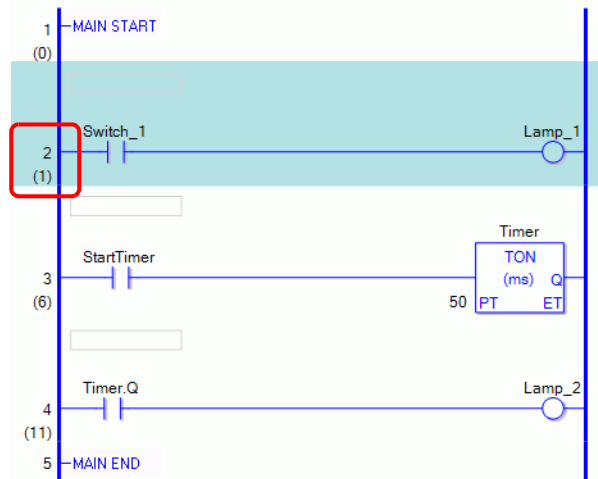 1 MAIN START
(0)
Switch_1 Lamp_1
2
(1)
Timer
StartTimer TON
3 (ms) Q
(6) 50 PT ET
Timer.Q Lamp_2
4
(11)
5 MAIN END